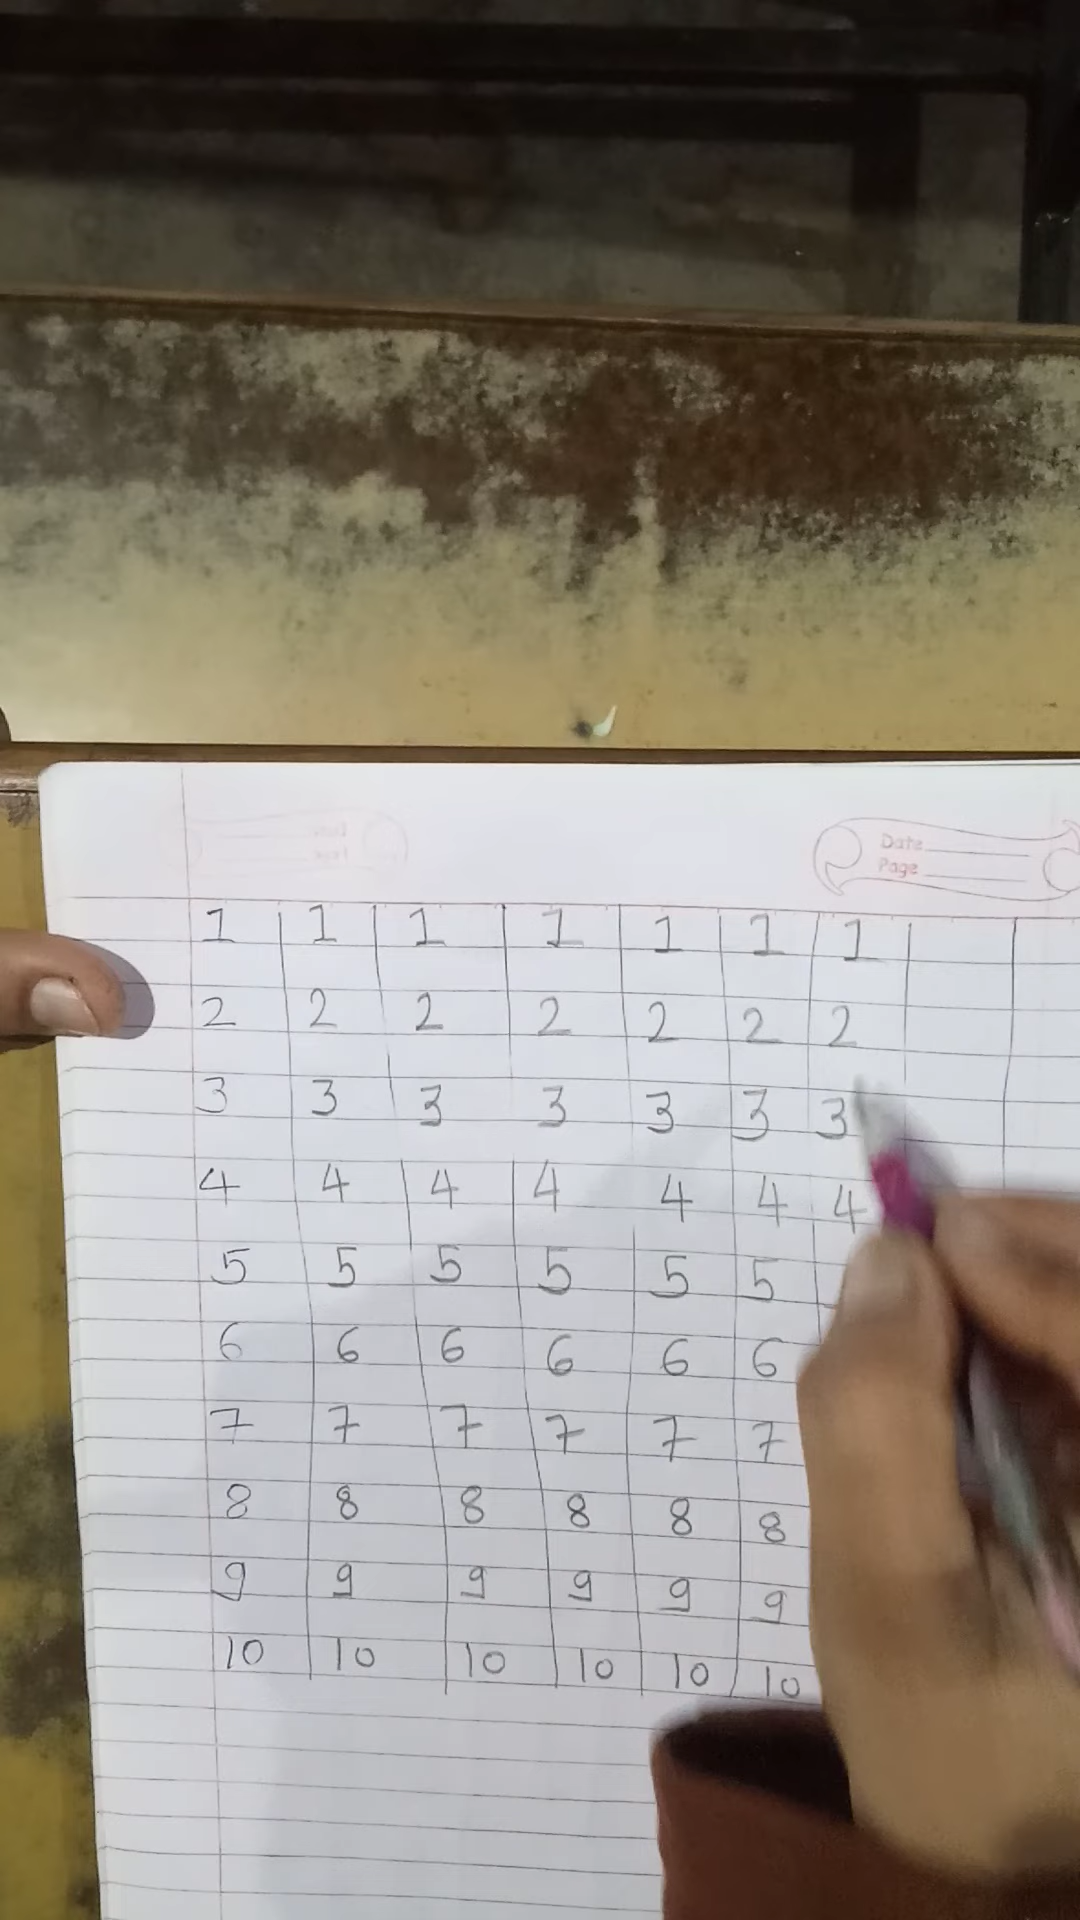 Date
Page
1 1 1 1 1 1 1
2 2 2 2 2 2 2
3 3 3 3 3 3 3
4 4 4 4 4 4 4
5 5 5 5 5 5
6 6 6 6 6 6
7 7 7 7 7 7
8 8 8 8 8 8
9 9 9 9 9 9
10 10 10 10 10 10